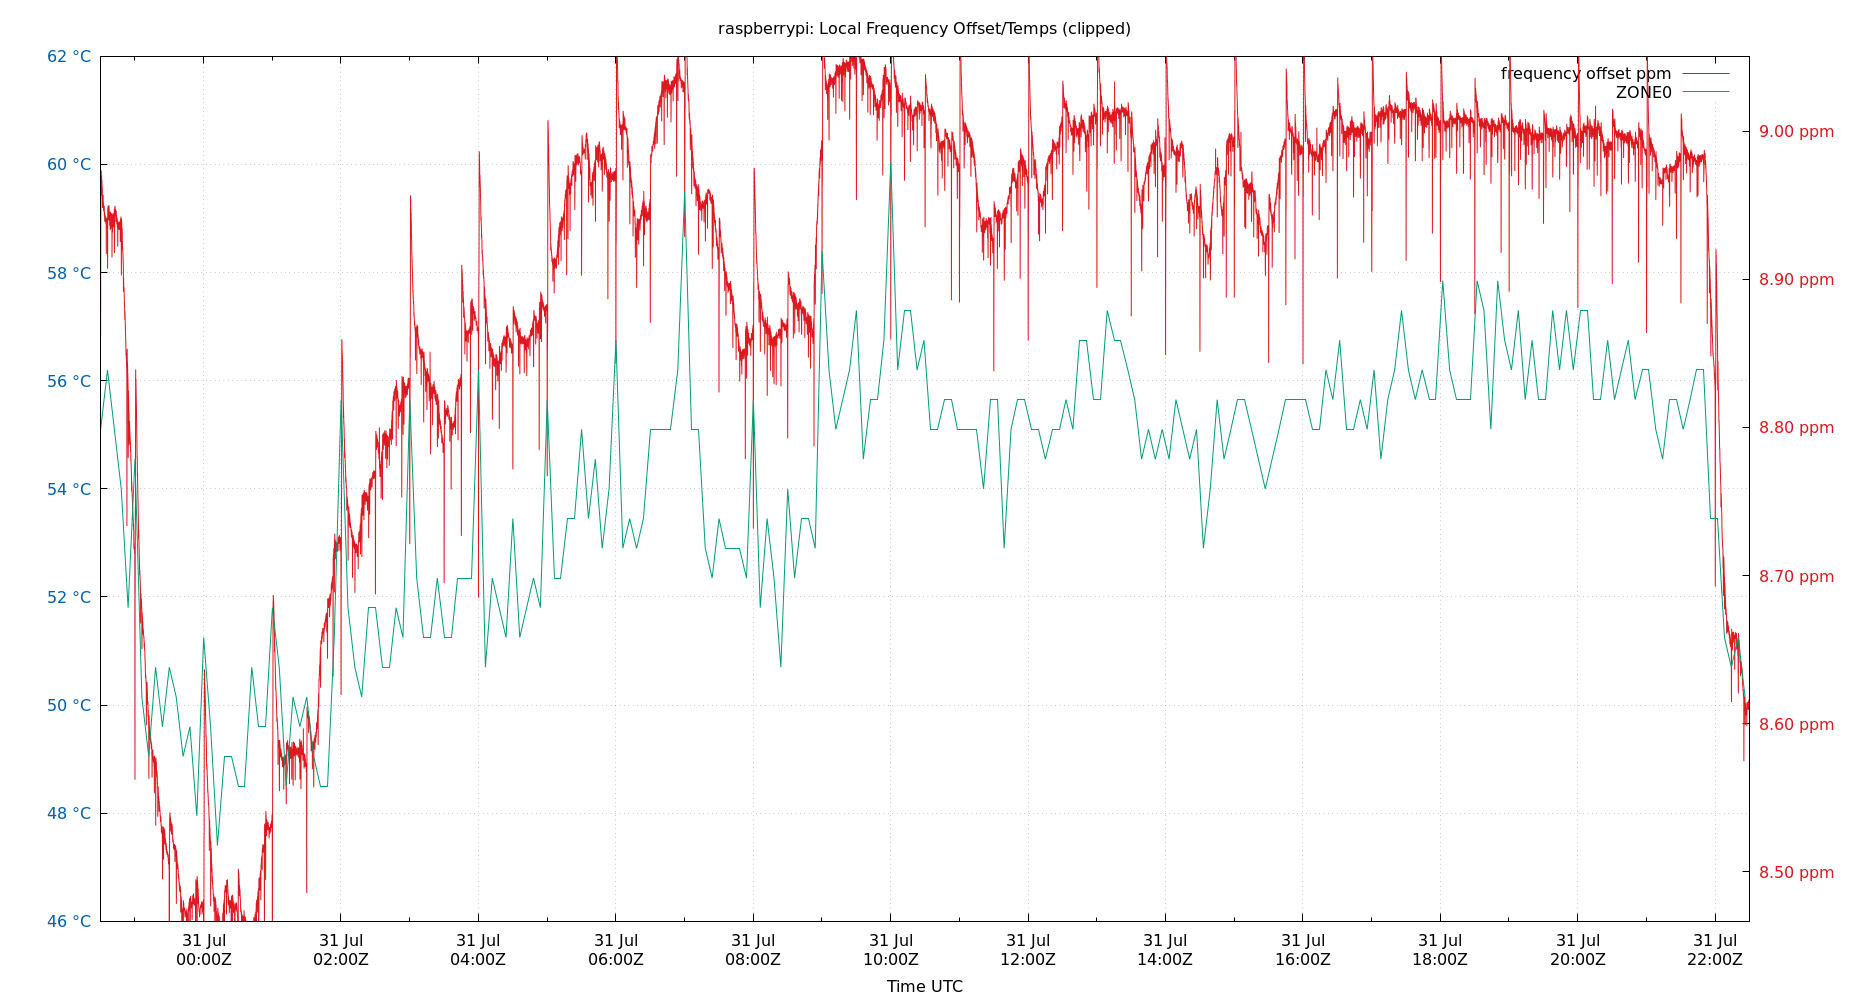 raspberrypi: Local Frequency Offset/Temps (clipped)
62 °C
60 °C
58 °C
56 °C
54 °C
52 °C
50 °C
48 °C
46 °C
frequency offset ppm
ZONE0
9.00 ppm
8.90 ppm
8.80 ppm
8.70 ppm
8.60 ppm
8.50 ppm
31 Jul 31 Jul 31 Jul 31 Jul 31 Jul 31 Jul 31 Jul 31 Jul 31 Jul 31 Jul 31 Jul 31 Jul
00:00Z 02:00Z 04:00Z 06:00Z 08:00Z 10:00Z 12:00Z 14:00Z 16:00Z 18:00Z 20:00Z 22:00Z
Time UTC